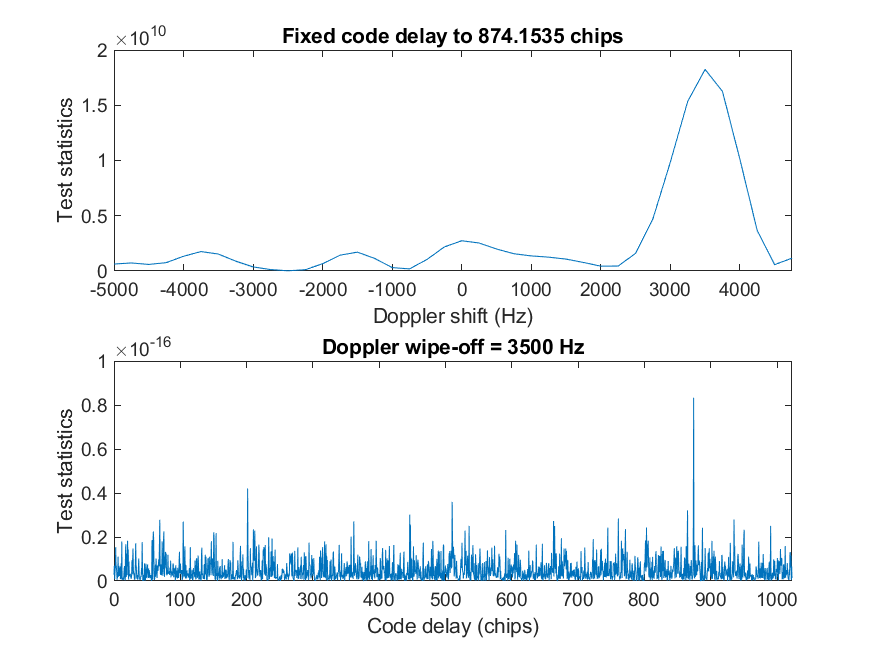 ×10^10
Fixed code delay to 874.1535 chips
2
1.5
1
0.5
0
Test statistics
-5000 -4000 -3000 -2000 -1000 0 1000 2000 3000 4000
Doppler shift (Hz)
×10^-16
Doppler wipe-off = 3500 Hz
1
0.8
0.6
0.4
0.2
0
Test statistics
0 100 200 300 400 500 600 700 800 900 1000
Code delay (chips)